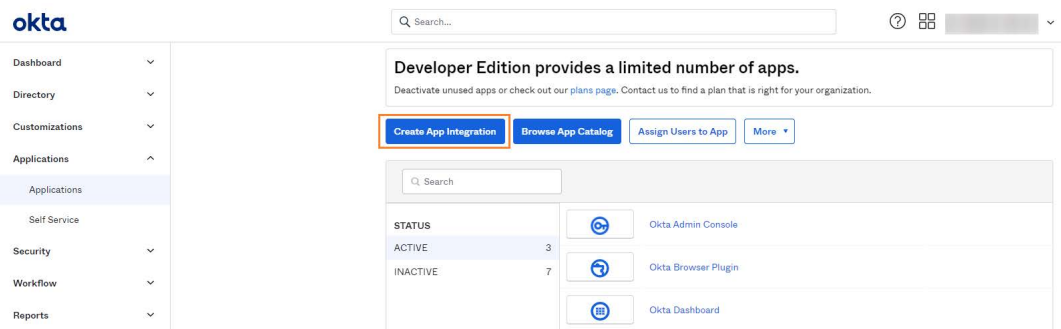 okta
Search...
Dashboard
Directory
Customizations
Applications
Applications
Self Service
Security
Workflow
Reports
Developer Edition provides a limited number of apps.
Deactivate unused apps or check out our plans page. Contact us to find a plan that is right for your organization.
Create App Integration Browse App Catalog Assign Users to App More
Search
STATUS
ACTIVE 3
INACTIVE 7
Okta Admin Console
Okta Browser Plugin
Okta Dashboard